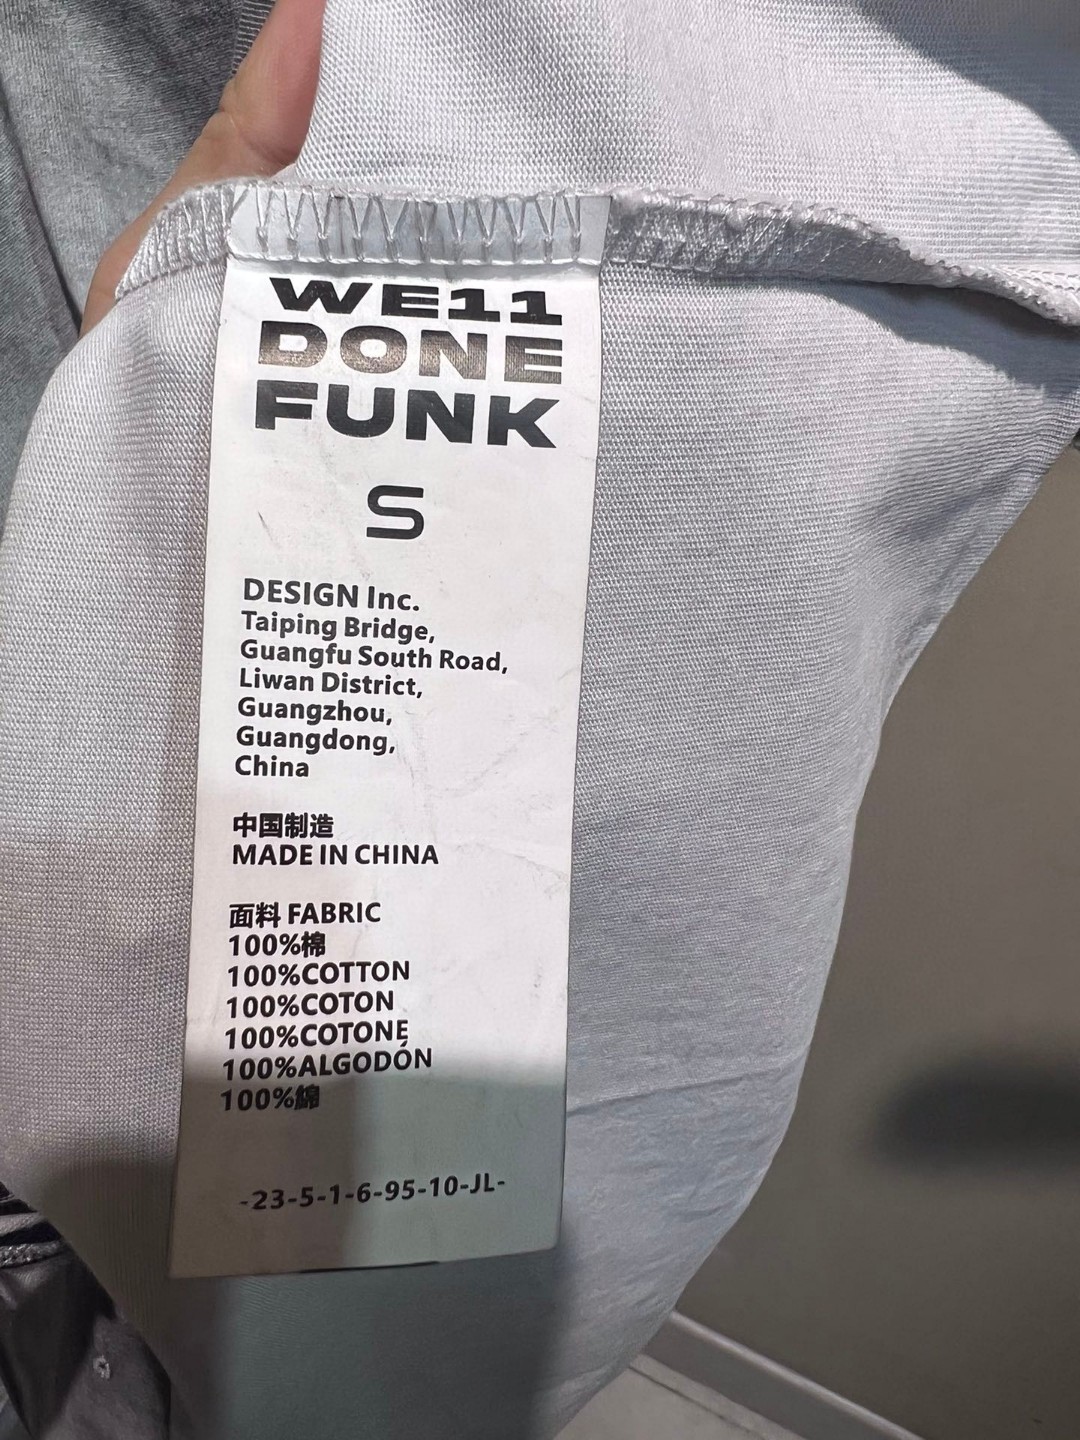 WE11
DONE
FUNK
S
DESIGN Inc.
Taiping Bridge,
Guangfu South Road,
Liwan District,
Guangzhou,
Guangdong,
China
中国制造
MADE IN CHINA
面料 FABRIC
100%棉
100%COTTON
100%COTON
100%COTONE
100%ALGODÓN
100%綿
-23-5-1-6-95-10-JL-